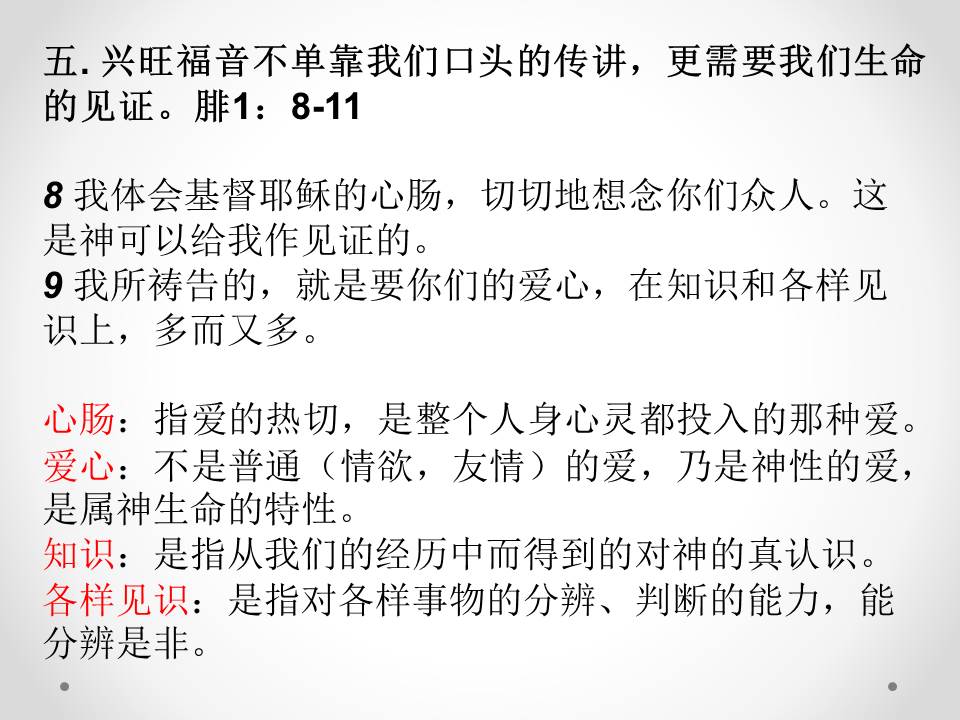 五. 兴旺福音不单靠我们口头的传讲，更需要我们生命
的见证。腓1：8-11
8 我体会基督耶稣的心肠，切切地想念你们众人。这
是神可以给我作见证的。
9 我所祷告的，就是要你们的爱心，在知识和各样见
识上，多而又多。
心肠：指爱的热切，是整个人身心灵都投入的那种爱。
爱心：不是普通（情欲，友情）的爱，乃是神性的爱，
是属神生命的特性。
知识：是指从我们的经历中而得到的对神的真认识。
各样见识：是指对各样事物的分辨、判断的能力，能
分辨是非。